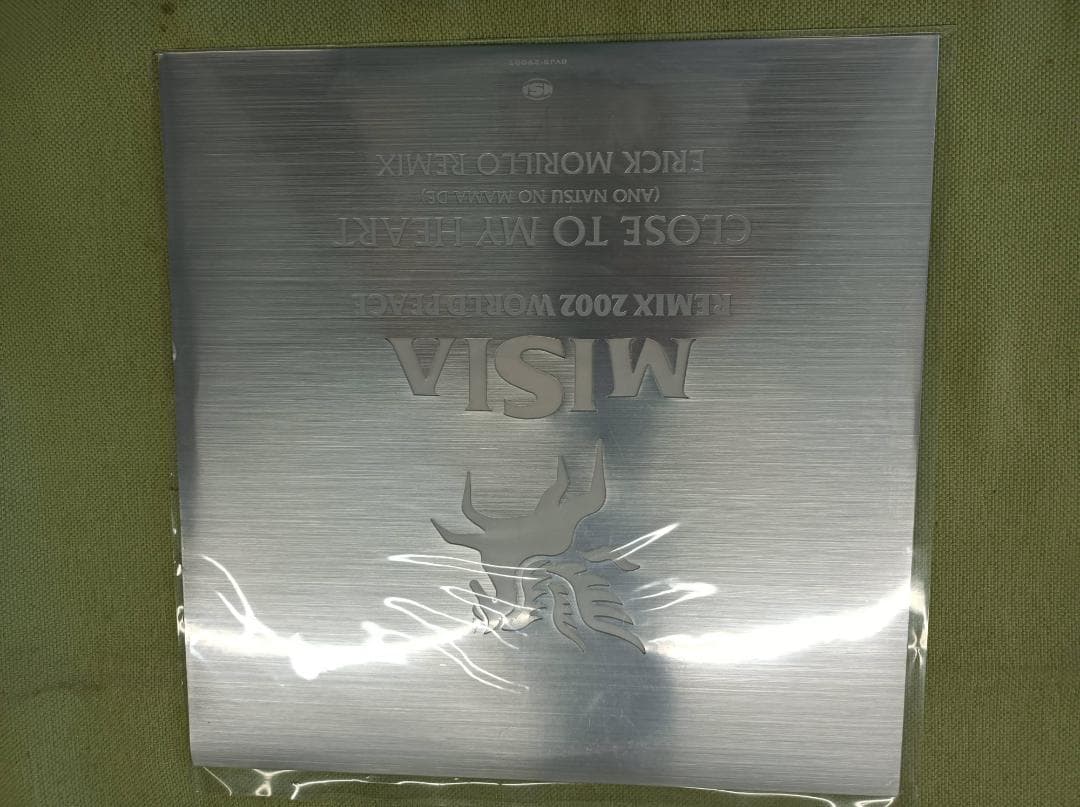 MISIA
REMIX 2002 WORLD PEACE
CLOSE TO MY HEART
(ANO NATSU NO MAMA DE)
ERICK MORILLO REMIX